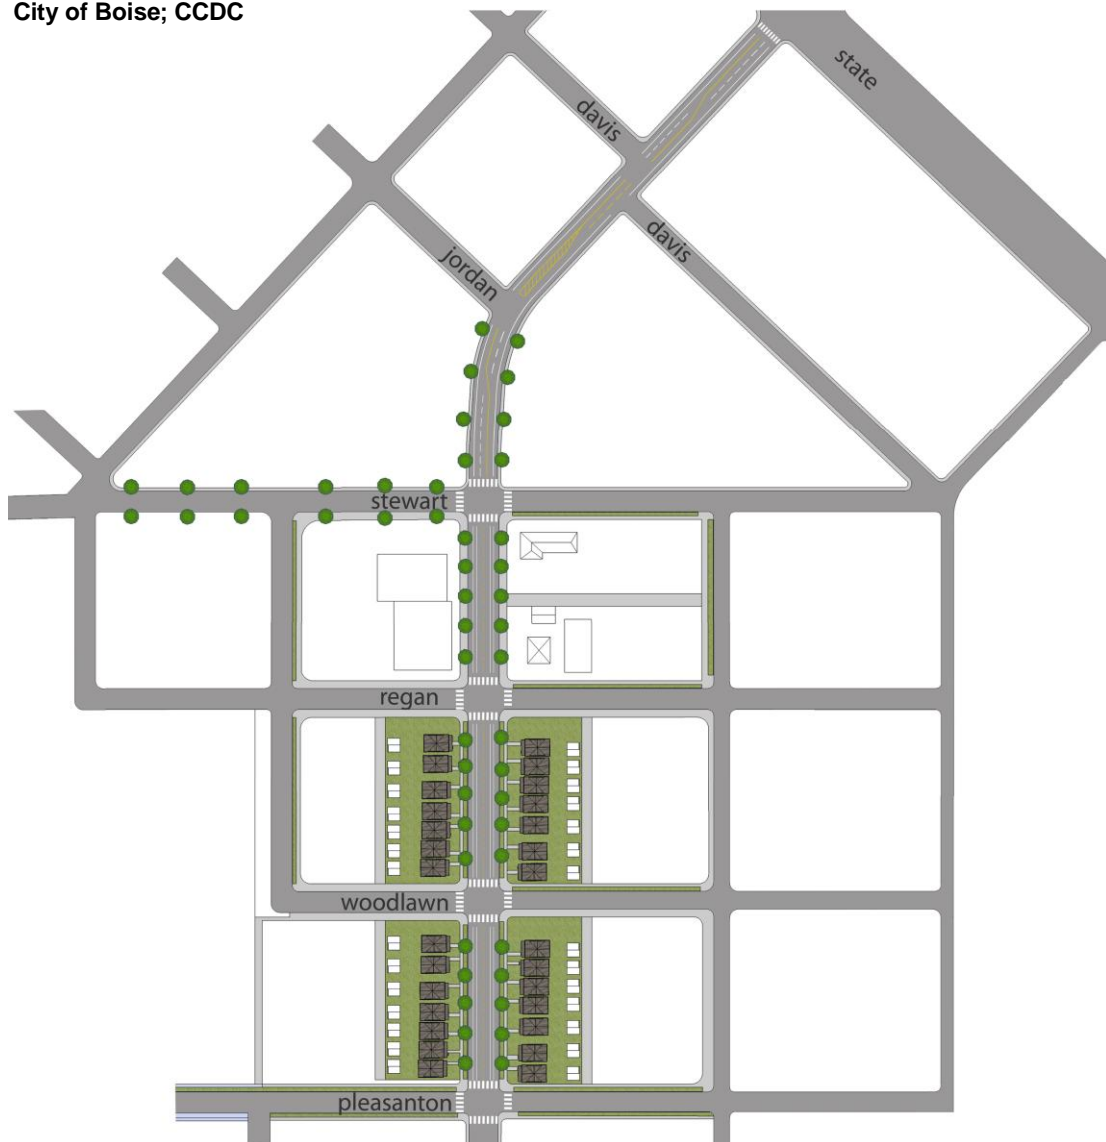 City of Boise; CCDC
state
davis
davis
jordan
stewart
regan
woodlawn
pleasanton